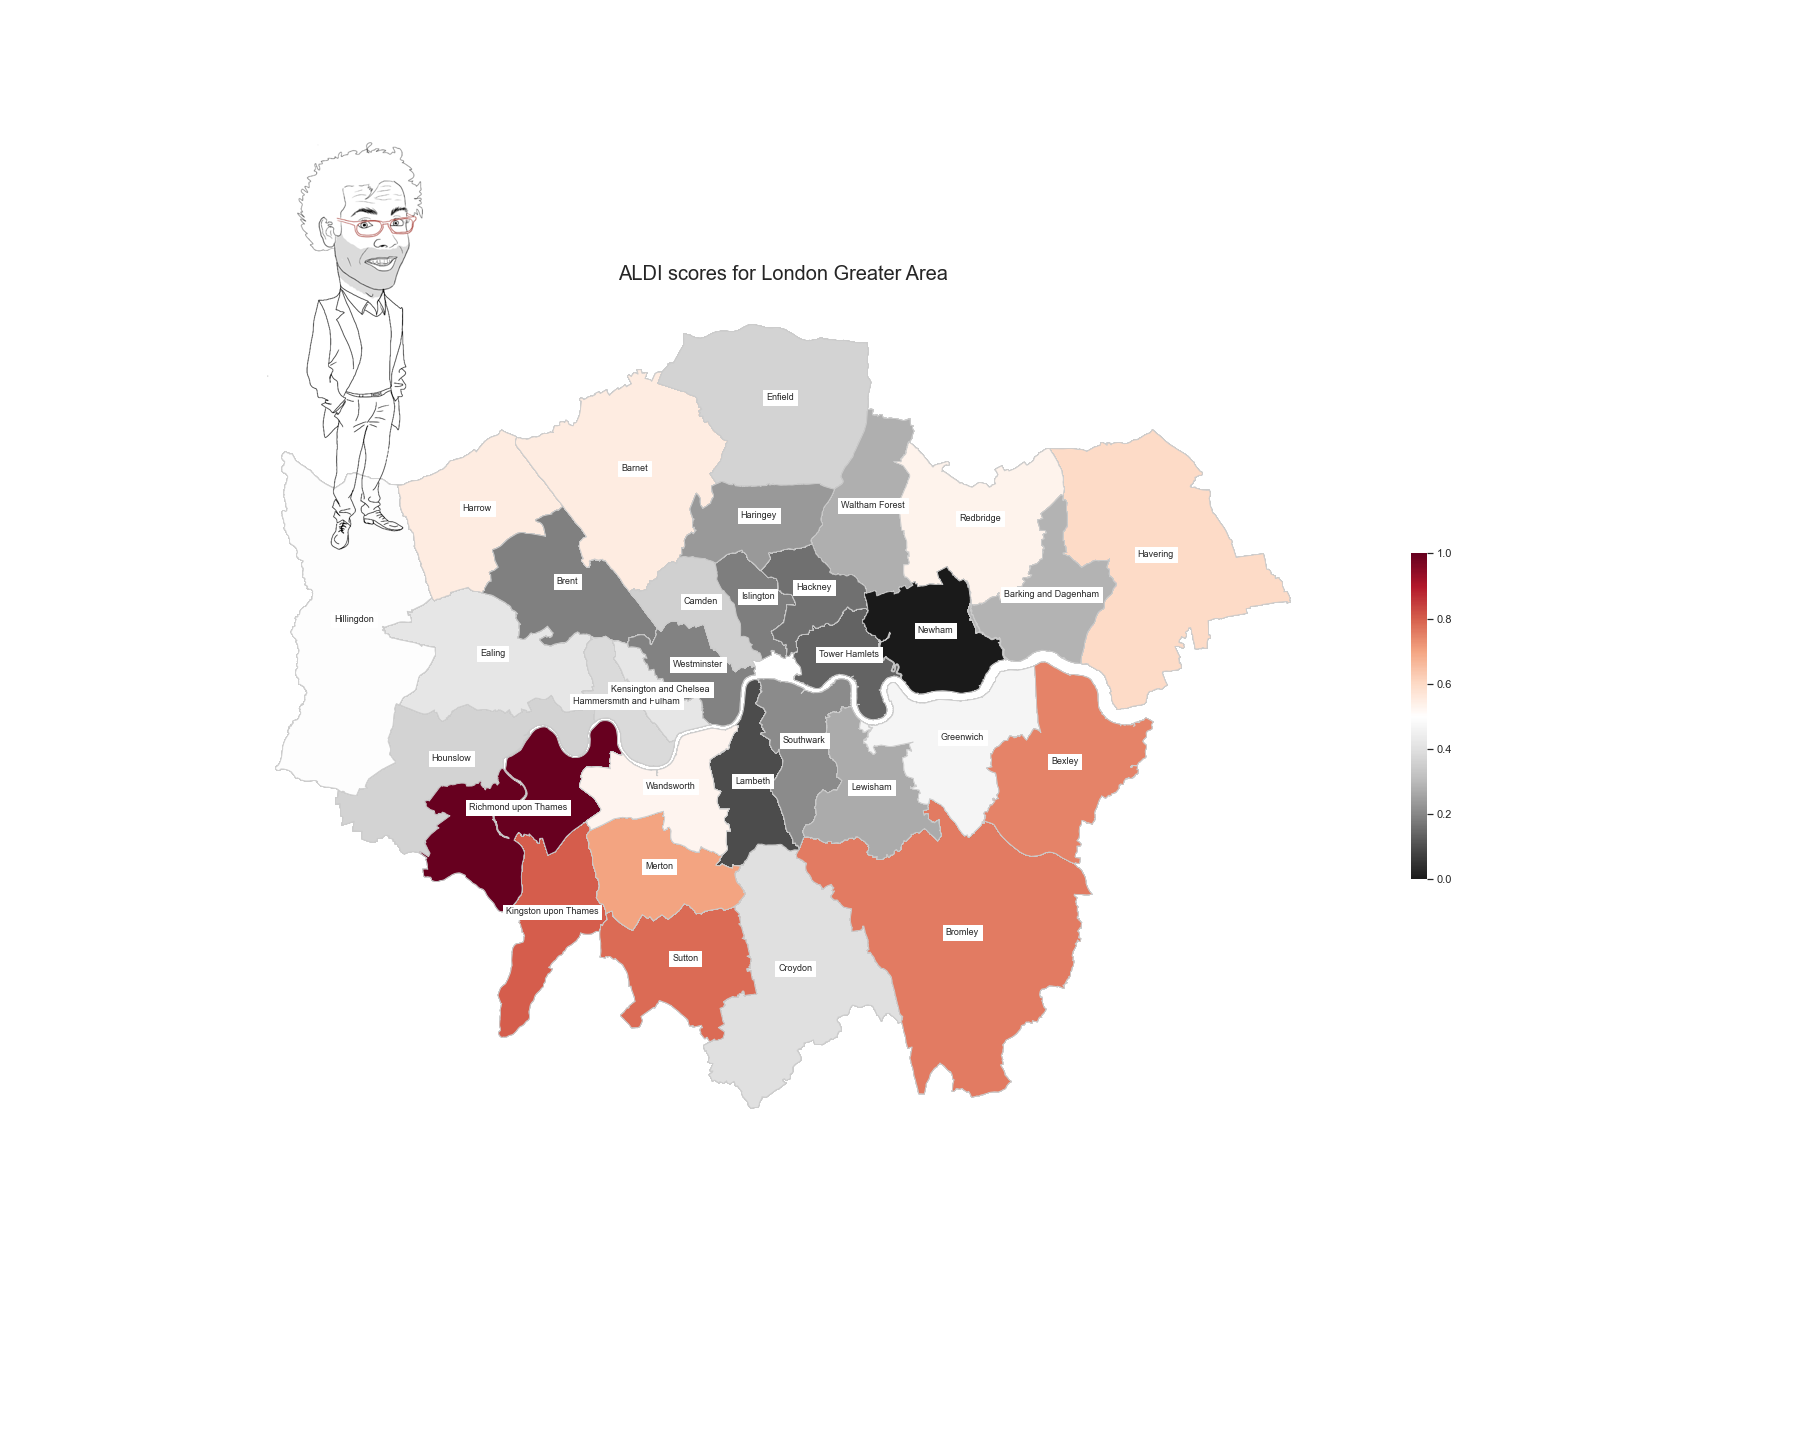 ALDI scores for London Greater Area
Enfield
Barnet
Harrow
Waltham Forest
Haringey
Redbridge
Havering
Brent
Hackney
Barking and Dagenham
Islington
Camden
Hillingdon
Newham
Ealing
Tower Hamlets
Westminster
Kensington and Chelsea
Hammersmith and Fulham
Greenwich
Southwark
Hounslow
Bexley
Lambeth
Wandsworth
Lewisham
Richmond upon Thames
Merton
Kingston upon Thames
Bromley
Sutton
Croydon
1.0
0.8
0.6
0.4
0.2
0.0